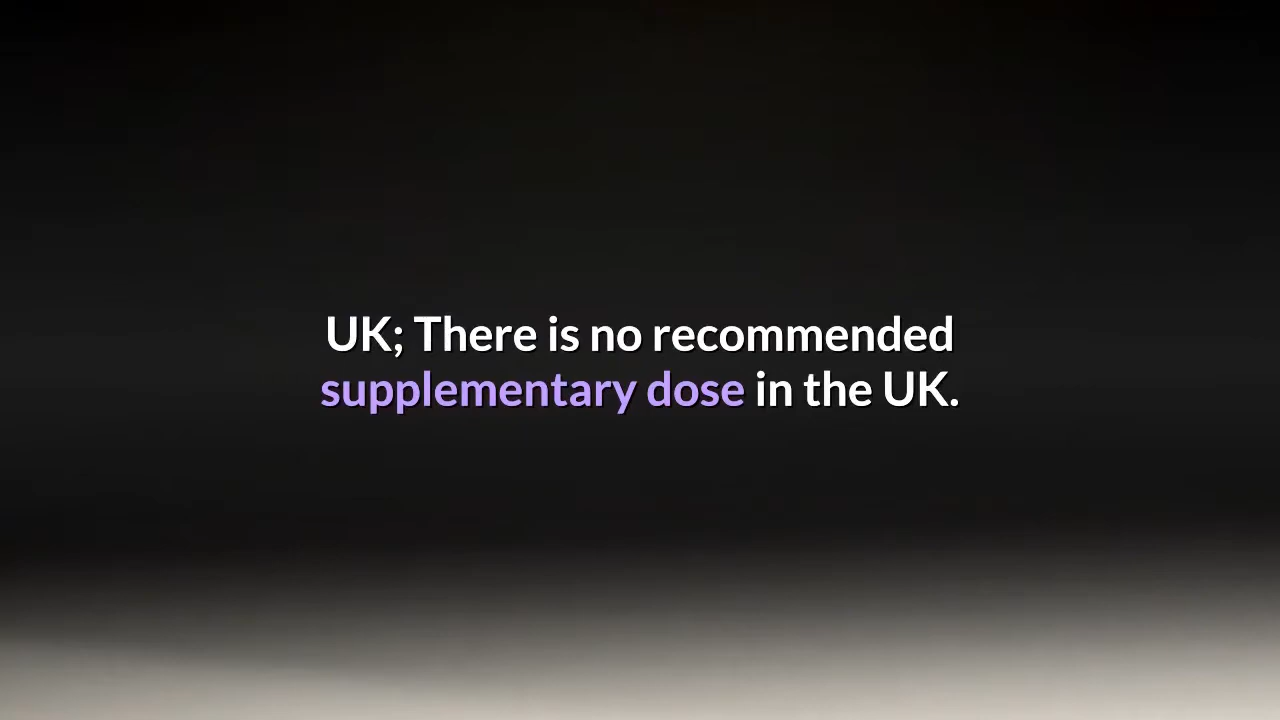 UK; There is no recommended
supplementary dose in the UK.